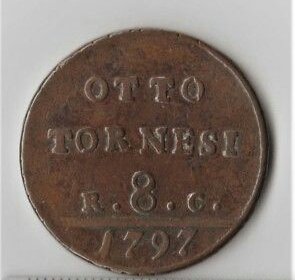 OTTO
TORNESI
R. 8. C.
1797